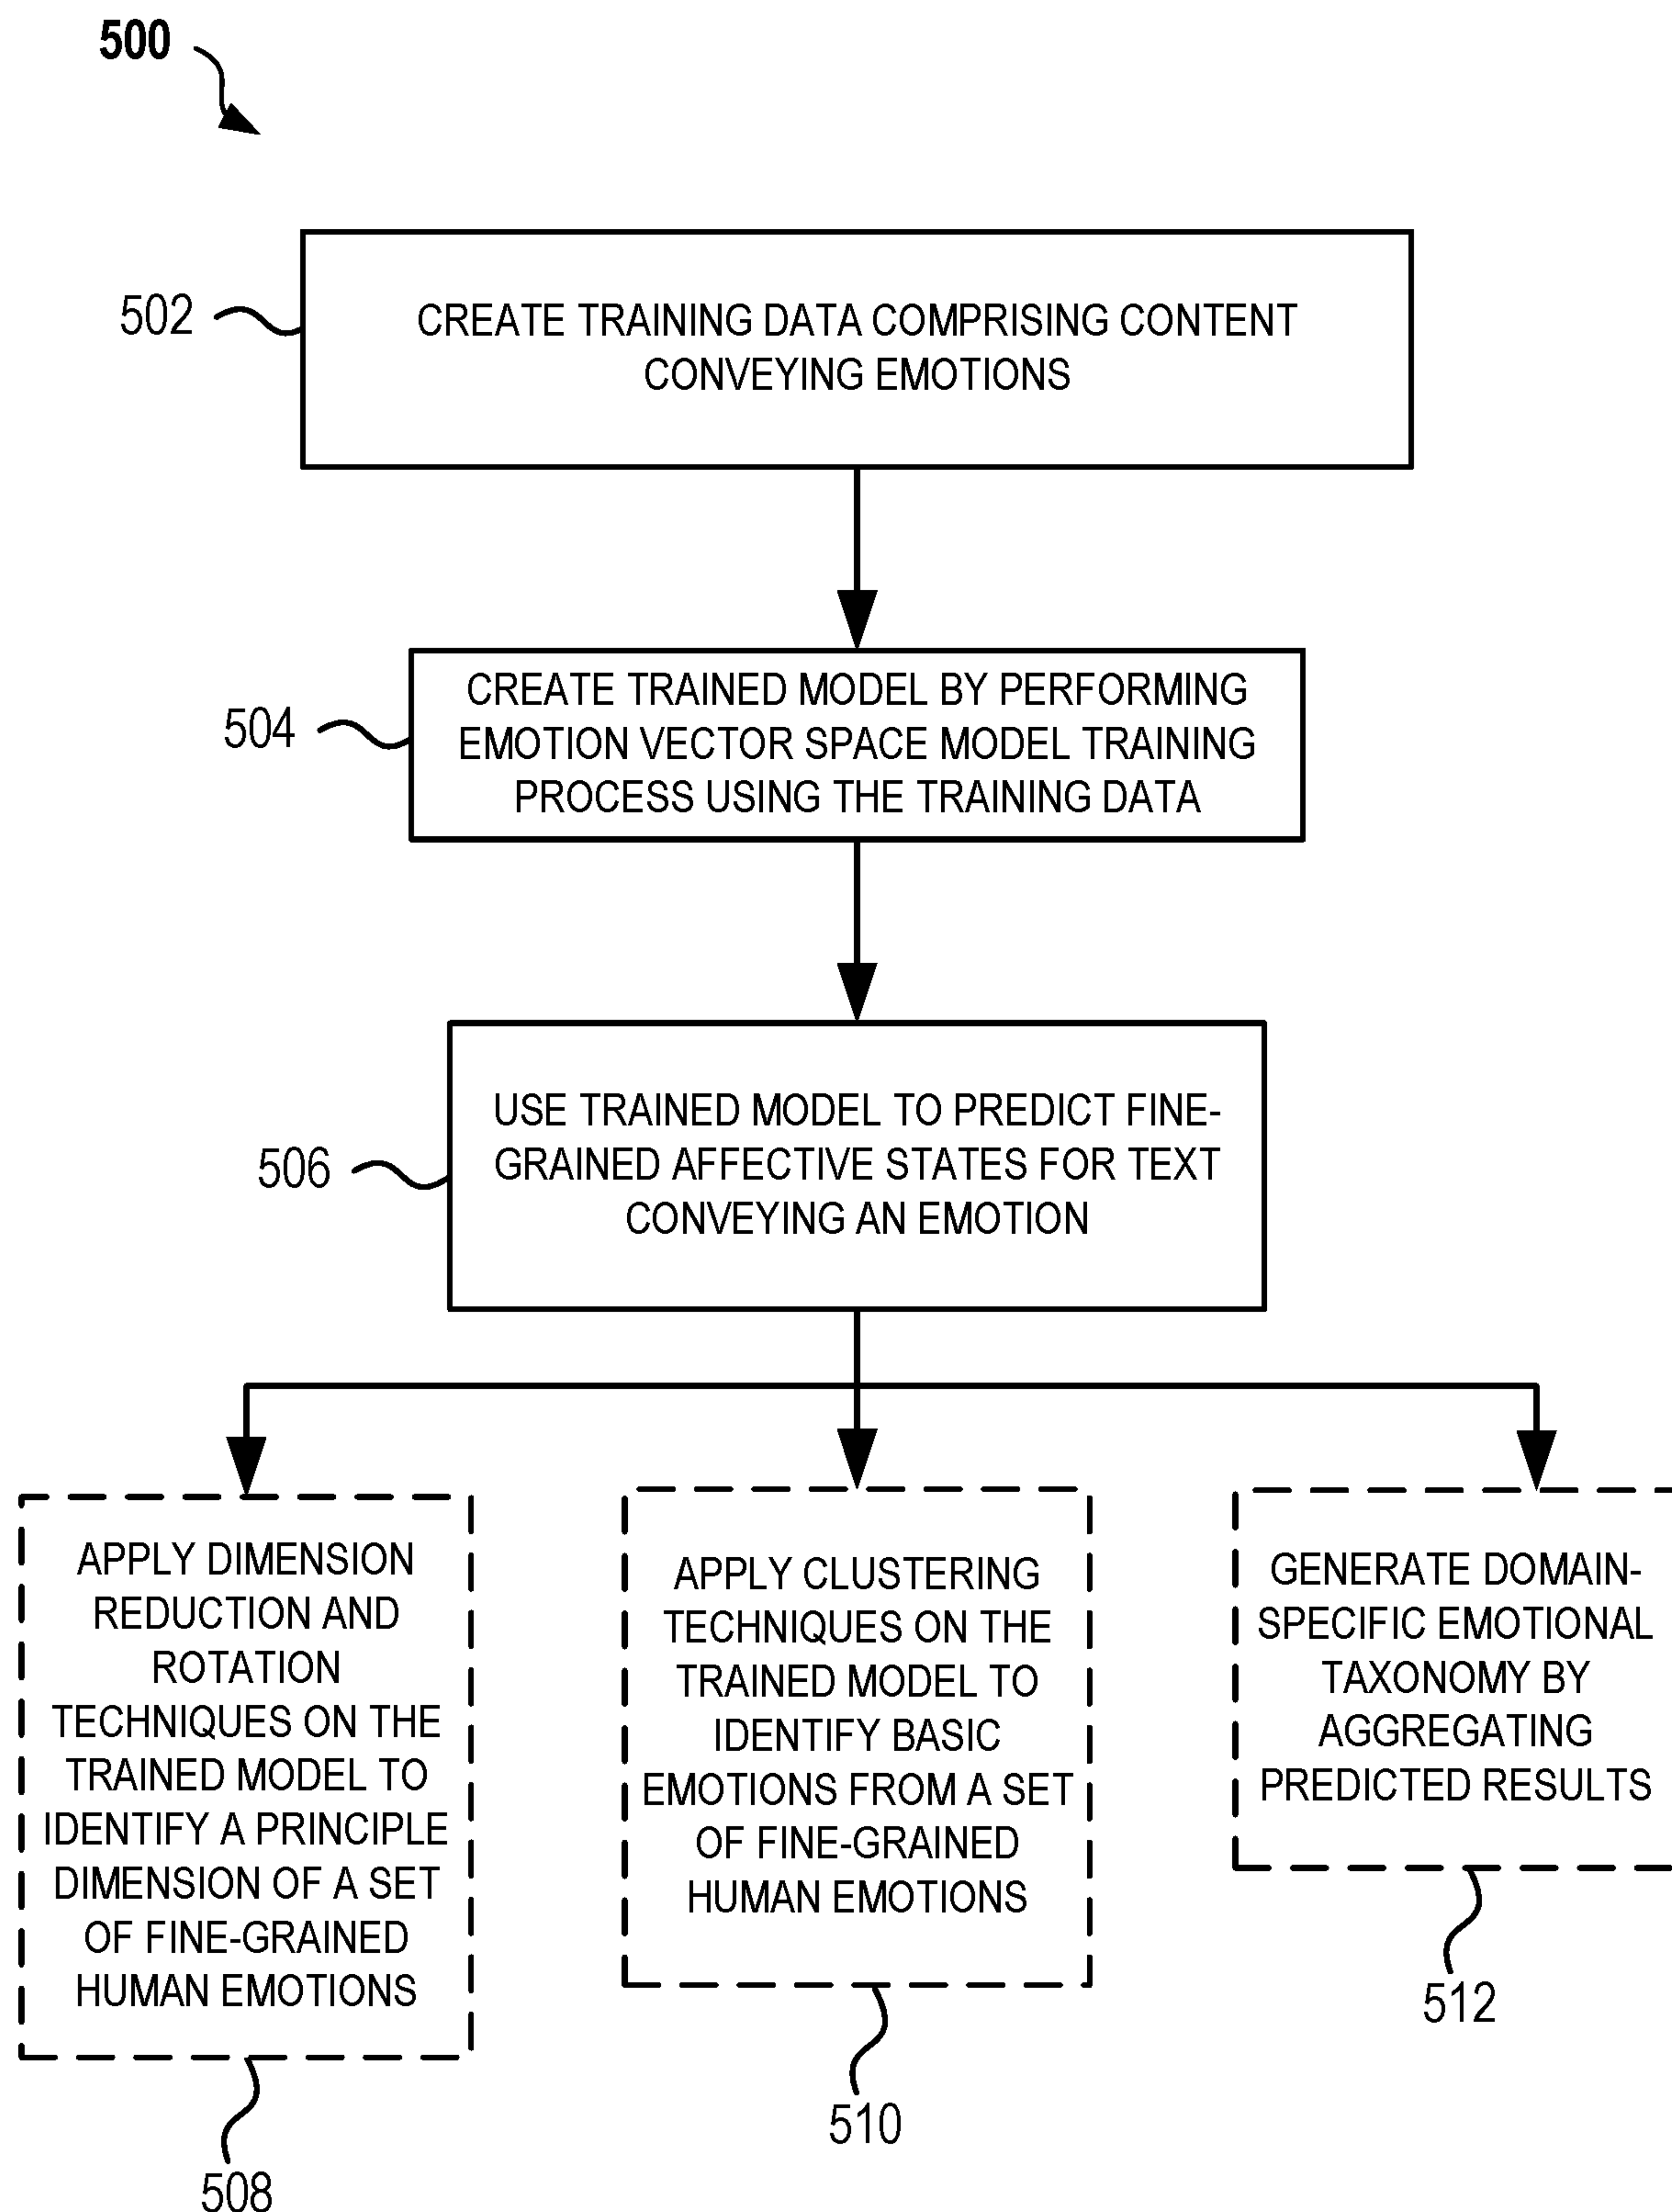 500
502
CREATE TRAINING DATA COMPRISING CONTENT
CONVEYING EMOTIONS
504
CREATE TRAINED MODEL BY PERFORMING
EMOTION VECTOR SPACE MODEL TRAINING
PROCESS USING THE TRAINING DATA
506
USE TRAINED MODEL TO PREDICT FINE-
GRAINED AFFECTIVE STATES FOR TEXT
CONVEYING AN EMOTION
APPLY DIMENSION
REDUCTION AND
ROTATION
TECHNIQUES ON THE
TRAINED MODEL TO
IDENTIFY A PRINCIPLE
DIMENSION OF A SET
OF FINE-GRAINED
HUMAN EMOTIONS
508
APPLY CLUSTERING
TECHNIQUES ON THE
TRAINED MODEL TO
IDENTIFY BASIC
EMOTIONS FROM A SET
OF FINE-GRAINED
HUMAN EMOTIONS
510
GENERATE DOMAIN-
SPECIFIC EMOTIONAL
TAXONOMY BY
AGGREGATING
PREDICTED RESULTS
512